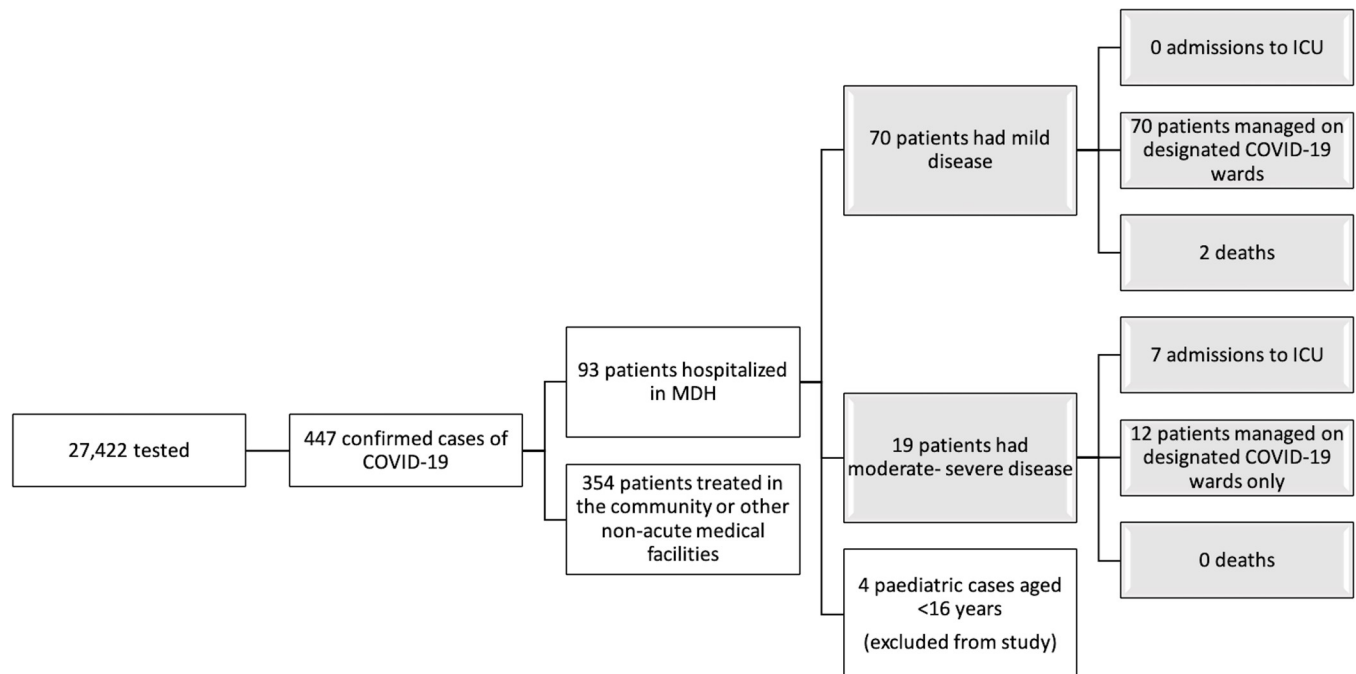 27,422 tested
447 confirmed cases of
COVID-19
93 patients hospitalized
in MDH
354 patients treated in
the community or other
non-acute medical
facilities
70 patients had mild
disease
19 patients had
moderate- severe disease
4 paediatric cases aged
<16 years
(excluded from study)
0 admissions to ICU
70 patients managed on
designated COVID-19
wards
2 deaths
7 admissions to ICU
12 patients managed on
designated COVID-19
wards only
0 deaths